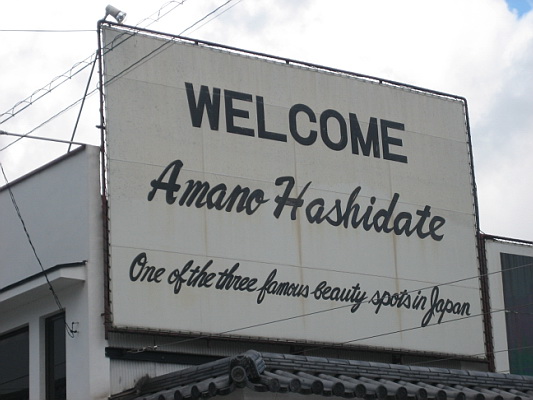 WELCOME
Amano Hashidate
One of the three famous beauty spots in Japan